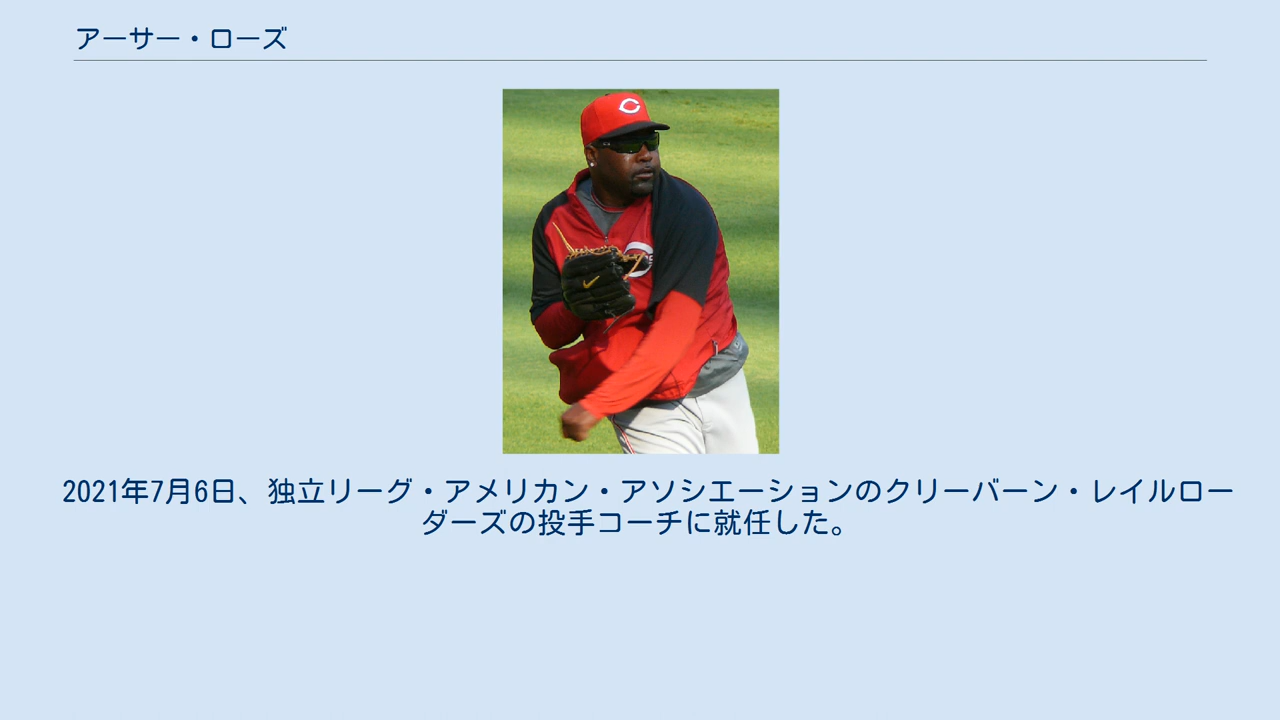 アーサー・ローズ
2021年7月6日、独立リーグ・アメリカン・アソシエーションのクリーバーン・レイルロー
ダーズの投手コーチに就任した。